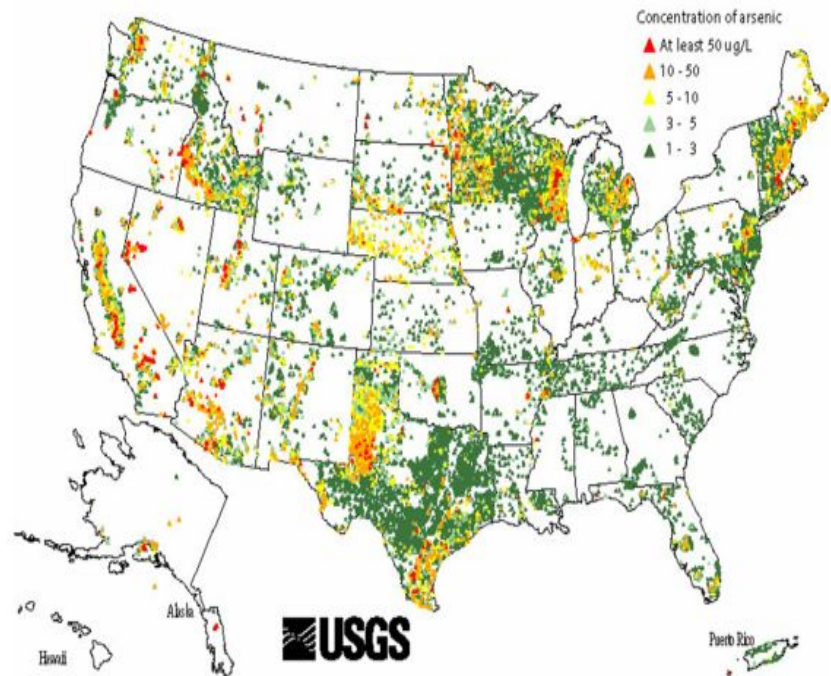 Concentration of arsenic
At least 50 ug/L
10 - 50
5 - 10
3 - 5
1 - 3
Alaska
Hawaii
USGS
Puerto Rico